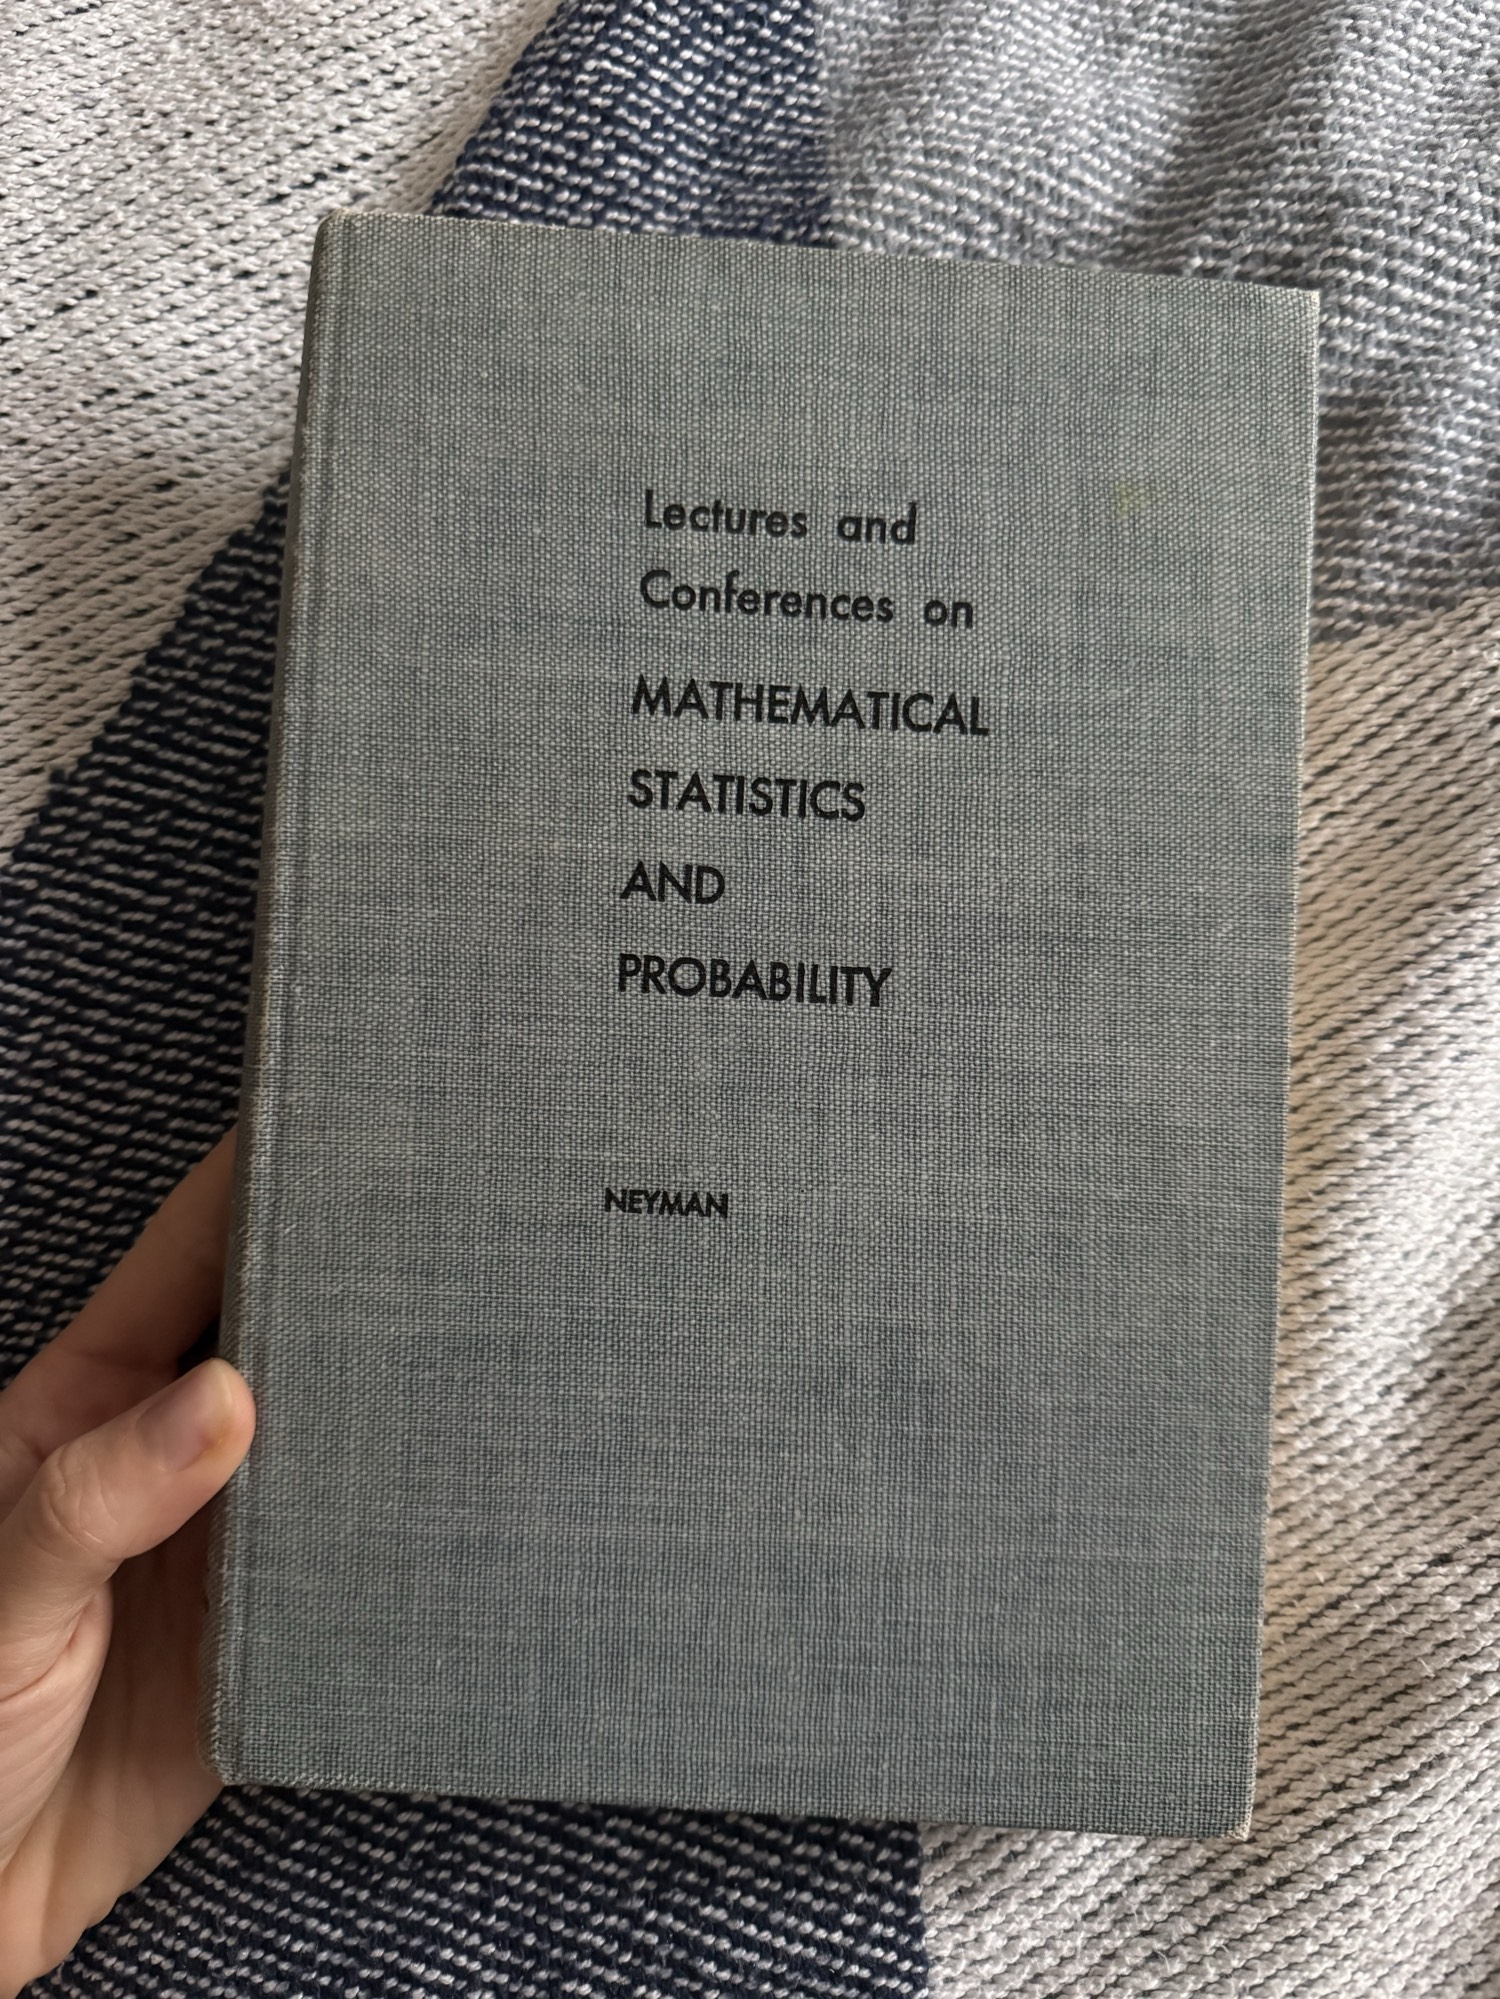 Lectures and
Conferences on
MATHEMATICAL
STATISTICS
AND
PROBABILITY
NEYMAN